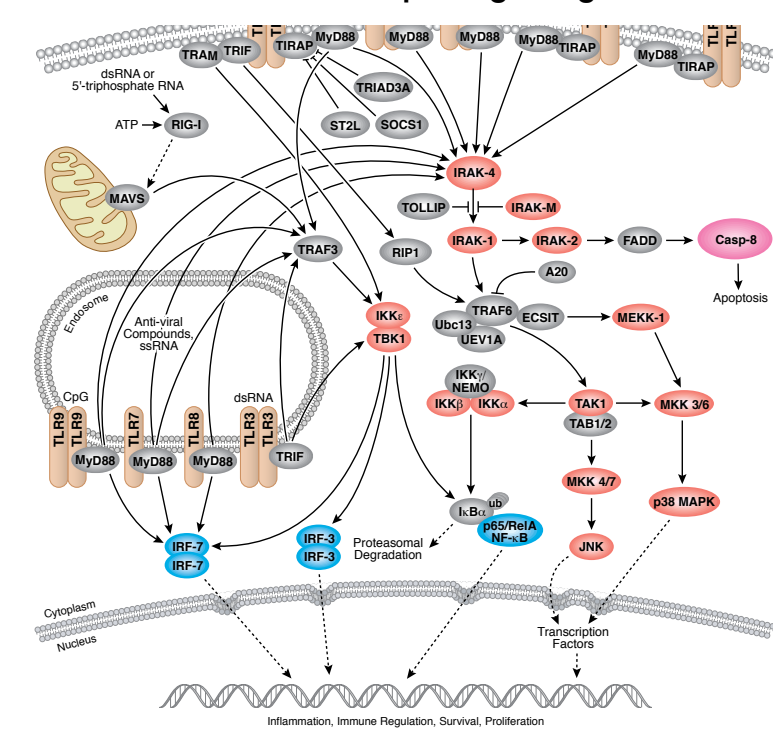 MyD88
MyD88
MyD88
MyD88
TRAM
TRIF
TIRAP
TIRAP
MyD88
TIRAP
dsRNA or
5'-triphosphate RNA
TRIAD3A
ATP
RIG-I
ST2L
SOCS1
IRAK-4
MAVS
TOLLIP
IRAK-M
TRAF3
RIP1
IRAK-1
IRAK-2
FADD
Casp-8
A20
Apoptosis
Endosome
Anti-viral
Compounds,
ssRNA
IKKε
TBK1
TRAF6
Ubc13
UEV1A
ECSIT
MEKK-1
IKKγ/
NEMO
IKKβ
IKKα
TAK1
TAB1/2
MKK 3/6
CpG
dsRNA
TLR9
TLR9
TLR7
TLR8
TLR3
TLR3
MyD88
MyD88
MyD88
TRIF
MKK 4/7
p38 MAPK
IκBα
ub
p65/RelA
NF-κB
IRF-7
IRF-7
IRF-3
IRF-3
Proteasomal
Degradation
JNK
Cytoplasm
Nucleus
Transcription
Factors
Inflammation, Immune Regulation, Survival, Proliferation